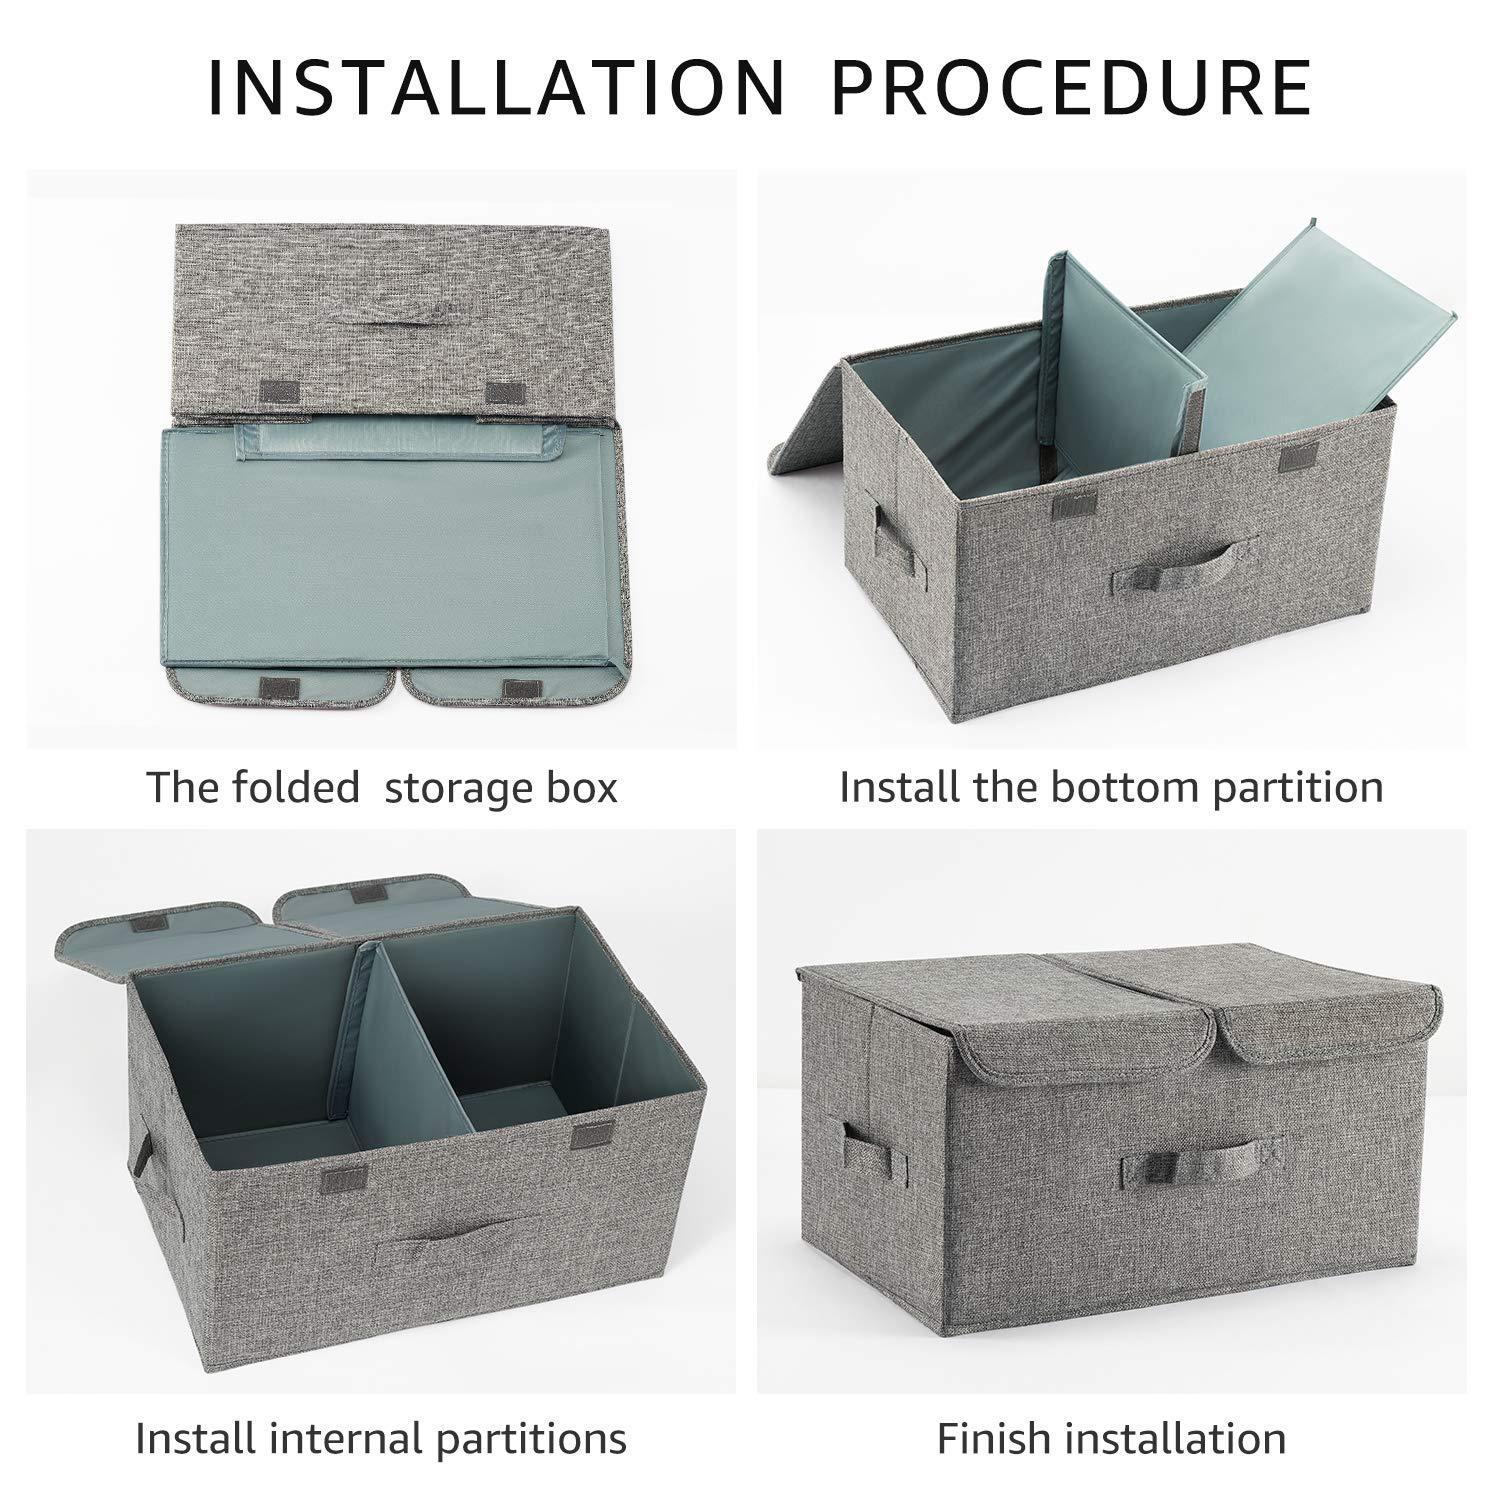 INSTALLATION PROCEDURE
The folded storage box
Install the bottom partition
Install internal partitions
Finish installation